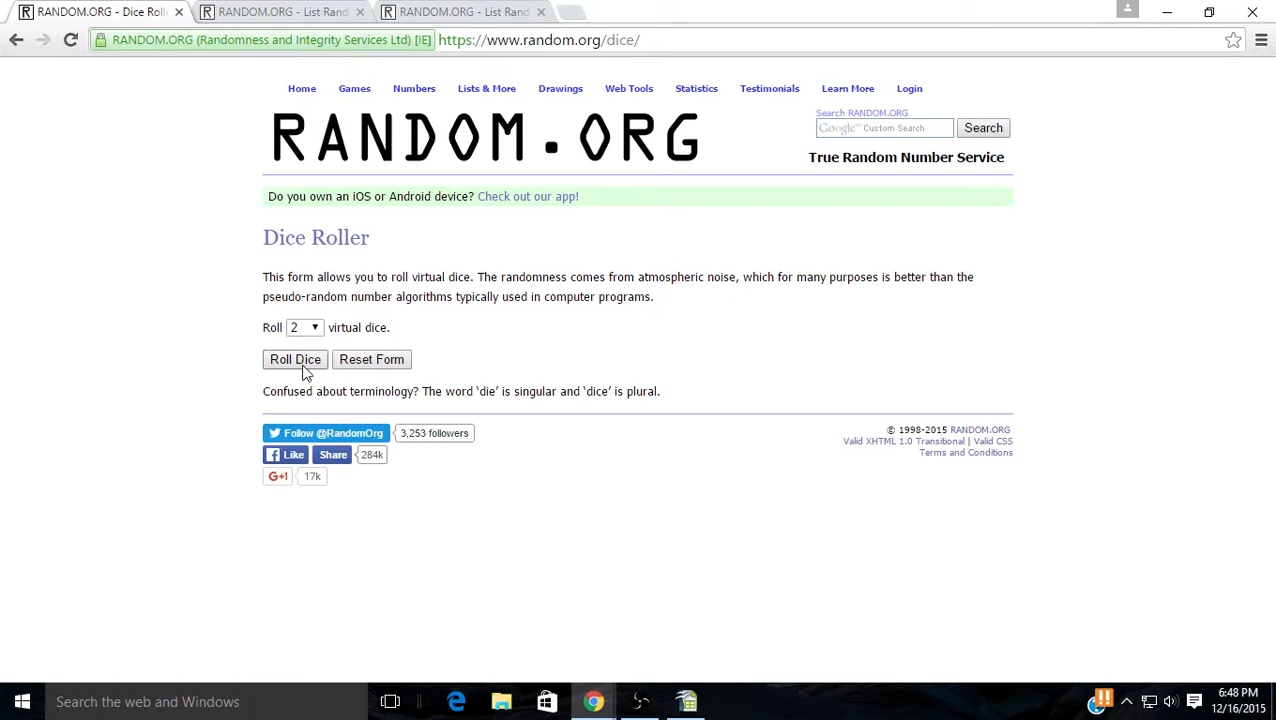 RANDOM.ORG - Dice Rolle
RANDOM.ORG - List Rand
RANDOM.ORG - List Rand
RANDOM.ORG (Randomness and Integrity Services Ltd) [IE]
https://www.random.org/dice/
Home Games Numbers Lists & More Drawings Web Tools Statistics Testimonials Learn More Login
RANDOM.ORG
Search RANDOM.ORG
Google™ Custom Search
Search
True Random Number Service
Do you own an iOS or Android device? Check out our app!
Dice Roller
This form allows you to roll virtual dice. The randomness comes from atmospheric noise, which for many purposes is better than the
pseudo-random number algorithms typically used in computer programs.
Roll 2 virtual dice.
Roll Dice Reset Form
Confused about terminology? The word ‘die’ is singular and ‘dice’ is plural.
Follow @RandomOrg 3,253 followers
Like Share 284k
G+1 17k
© 1998-2015 RANDOM.ORG
Valid XHTML 1.0 Transitional | Valid CSS
Terms and Conditions
Search the web and Windows
6:48 PM
12/16/2015